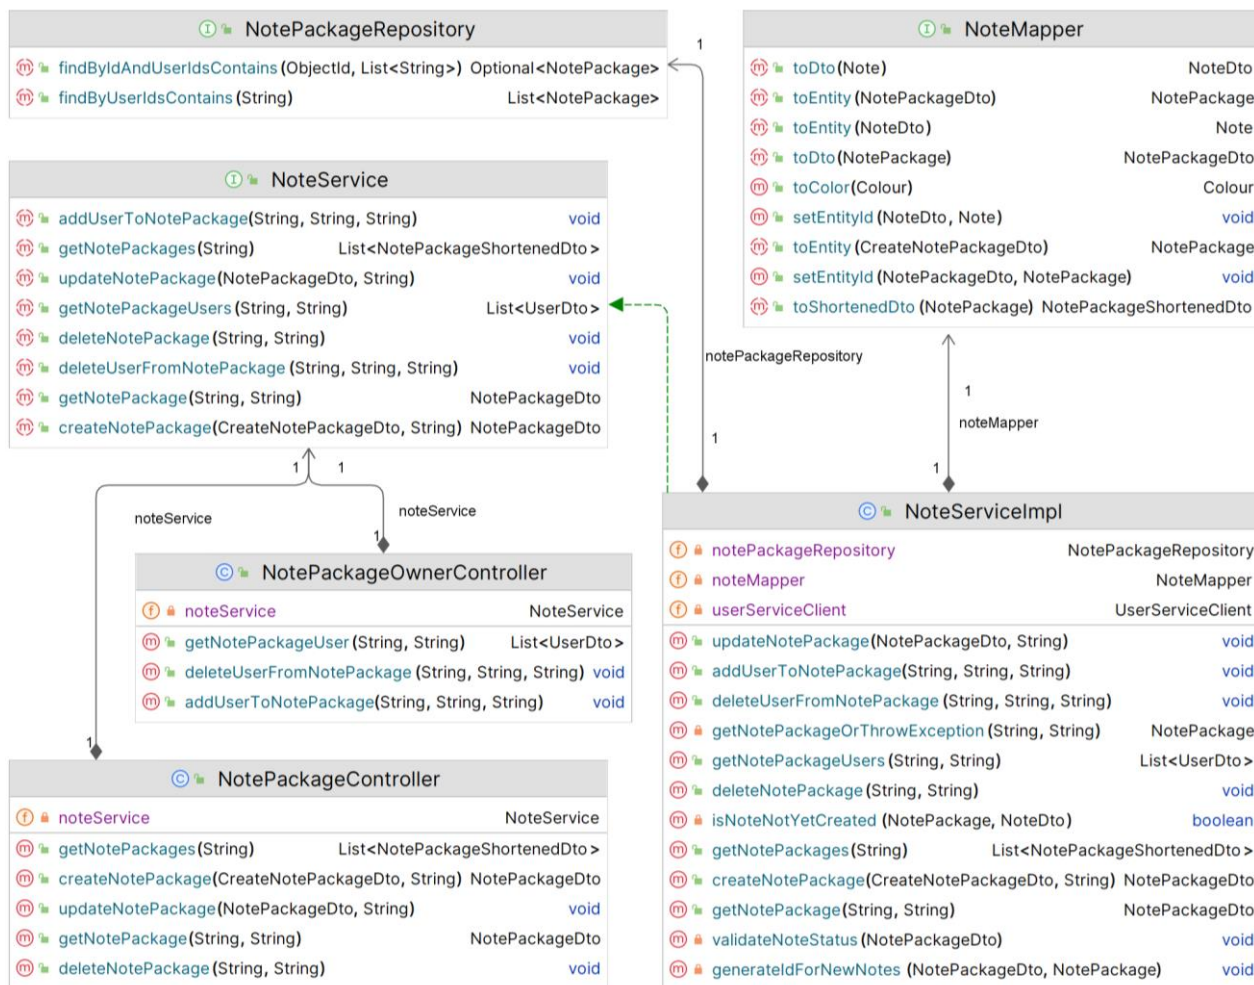 NotePackageRepository
findByIdAndUserIdsContains(ObjectId, List<String>) Optional<NotePackage>
findByUserIdsContains(String) List<NotePackage>
1
NoteMapper
toDto(Note) NoteDto
toEntity(NotePackageDto) NotePackage
toEntity(NoteDto) Note
toDto(NotePackage) NotePackageDto
toColor(Colour) Colour
setEntityId(NoteDto, Note) void
toEntity(CreateNotePackageDto) NotePackage
setEntityId(NotePackageDto, NotePackage) void
toShortenedDto(NotePackage) NotePackageShortenedDto
NoteService
addUserToNotePackage(String, String, String) void
getNotePackages(String) List<NotePackageShortenedDto>
updateNotePackage(NotePackageDto, String) void
getNotePackageUsers(String, String) List<UserDto>
deleteNotePackage(String, String) void
deleteUserFromNotePackage(String, String, String) void
getNotePackage(String, String) NotePackageDto
createNotePackage(CreateNotePackageDto, String) NotePackageDto
notePackageRepository
1
1
noteMapper
1
1 1
noteService
noteService
1
1
NotePackageOwnerController
noteService NoteService
getNotePackageUser(String, String) List<UserDto>
deleteUserFromNotePackage(String, String, String) void
addUserToNotePackage(String, String, String) void
NotePackageController
noteService NoteService
getNotePackages(String) List<NotePackageShortenedDto>
createNotePackage(CreateNotePackageDto, String) NotePackageDto
updateNotePackage(NotePackageDto, String) void
getNotePackage(String, String) NotePackageDto
deleteNotePackage(String, String) void
NoteServiceImpl
notePackageRepository NotePackageRepository
noteMapper NoteMapper
userServiceClient UserServiceClient
updateNotePackage(NotePackageDto, String) void
addUserToNotePackage(String, String, String) void
deleteUserFromNotePackage(String, String, String) void
getNotePackageOrThrowException(String, String) NotePackage
getNotePackageUsers(String, String) List<UserDto>
deleteNotePackage(String, String) void
isNoteNotYetCreated(NotePackage, NoteDto) boolean
getNotePackages(String) List<NotePackageShortenedDto>
createNotePackage(CreateNotePackageDto, String) NotePackageDto
getNotePackage(String, String) NotePackageDto
validateNoteStatus(NotePackageDto) void
generateIdForNewNotes(NotePackageDto, NotePackage) void